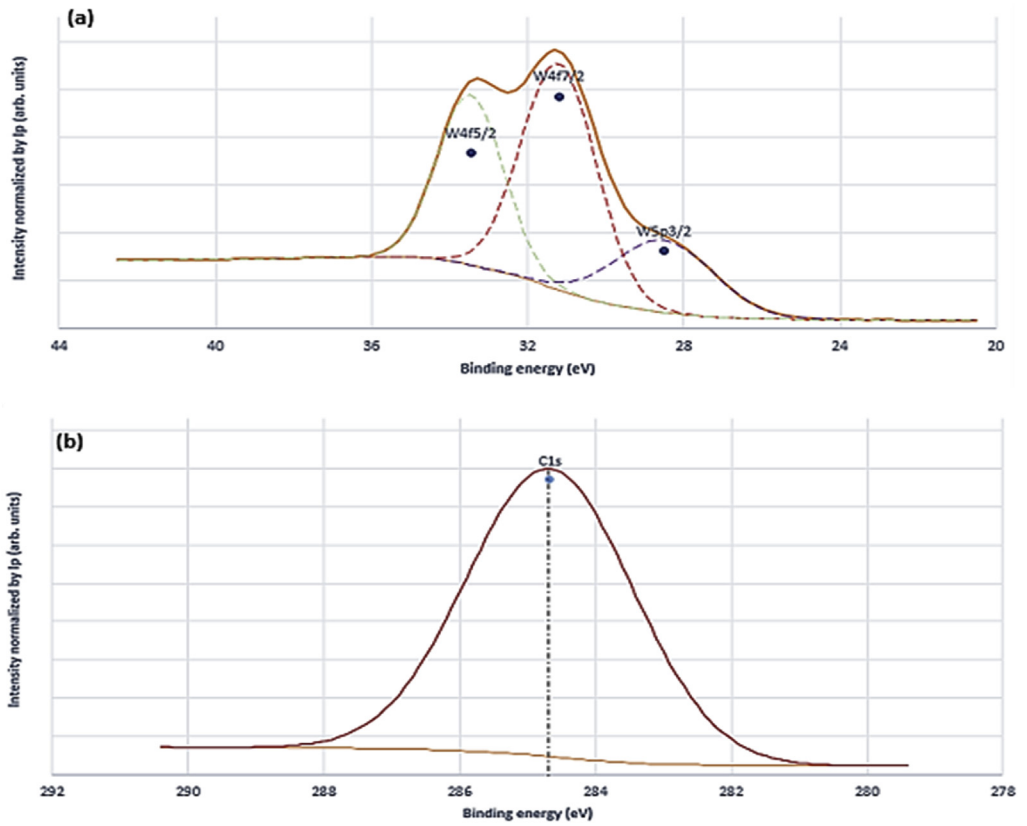 (a)
Intensity normalized by Ip (arb. units)
W4f7/2
W4f5/2
W5p3/2
44 40 36 32 28 24 20
Binding energy (eV)
(b)
Intensity normalized by Ip (arb. units)
C1s
292 290 288 286 284 282 280 278
Binding energy (eV)